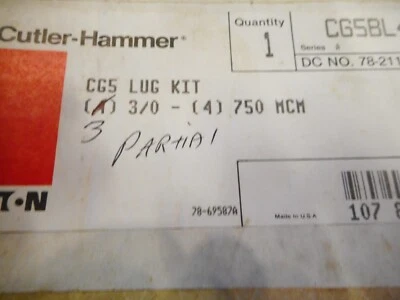 Cutler-Hammer®
Quantity
1
CG5BL
Series
DC NO. 78-211
CG5 LUG KIT
(4) 3/0 - (4) 750 MCM
3 PARtIAl
78-69587A
Made in U.S.A
107 8
T•N